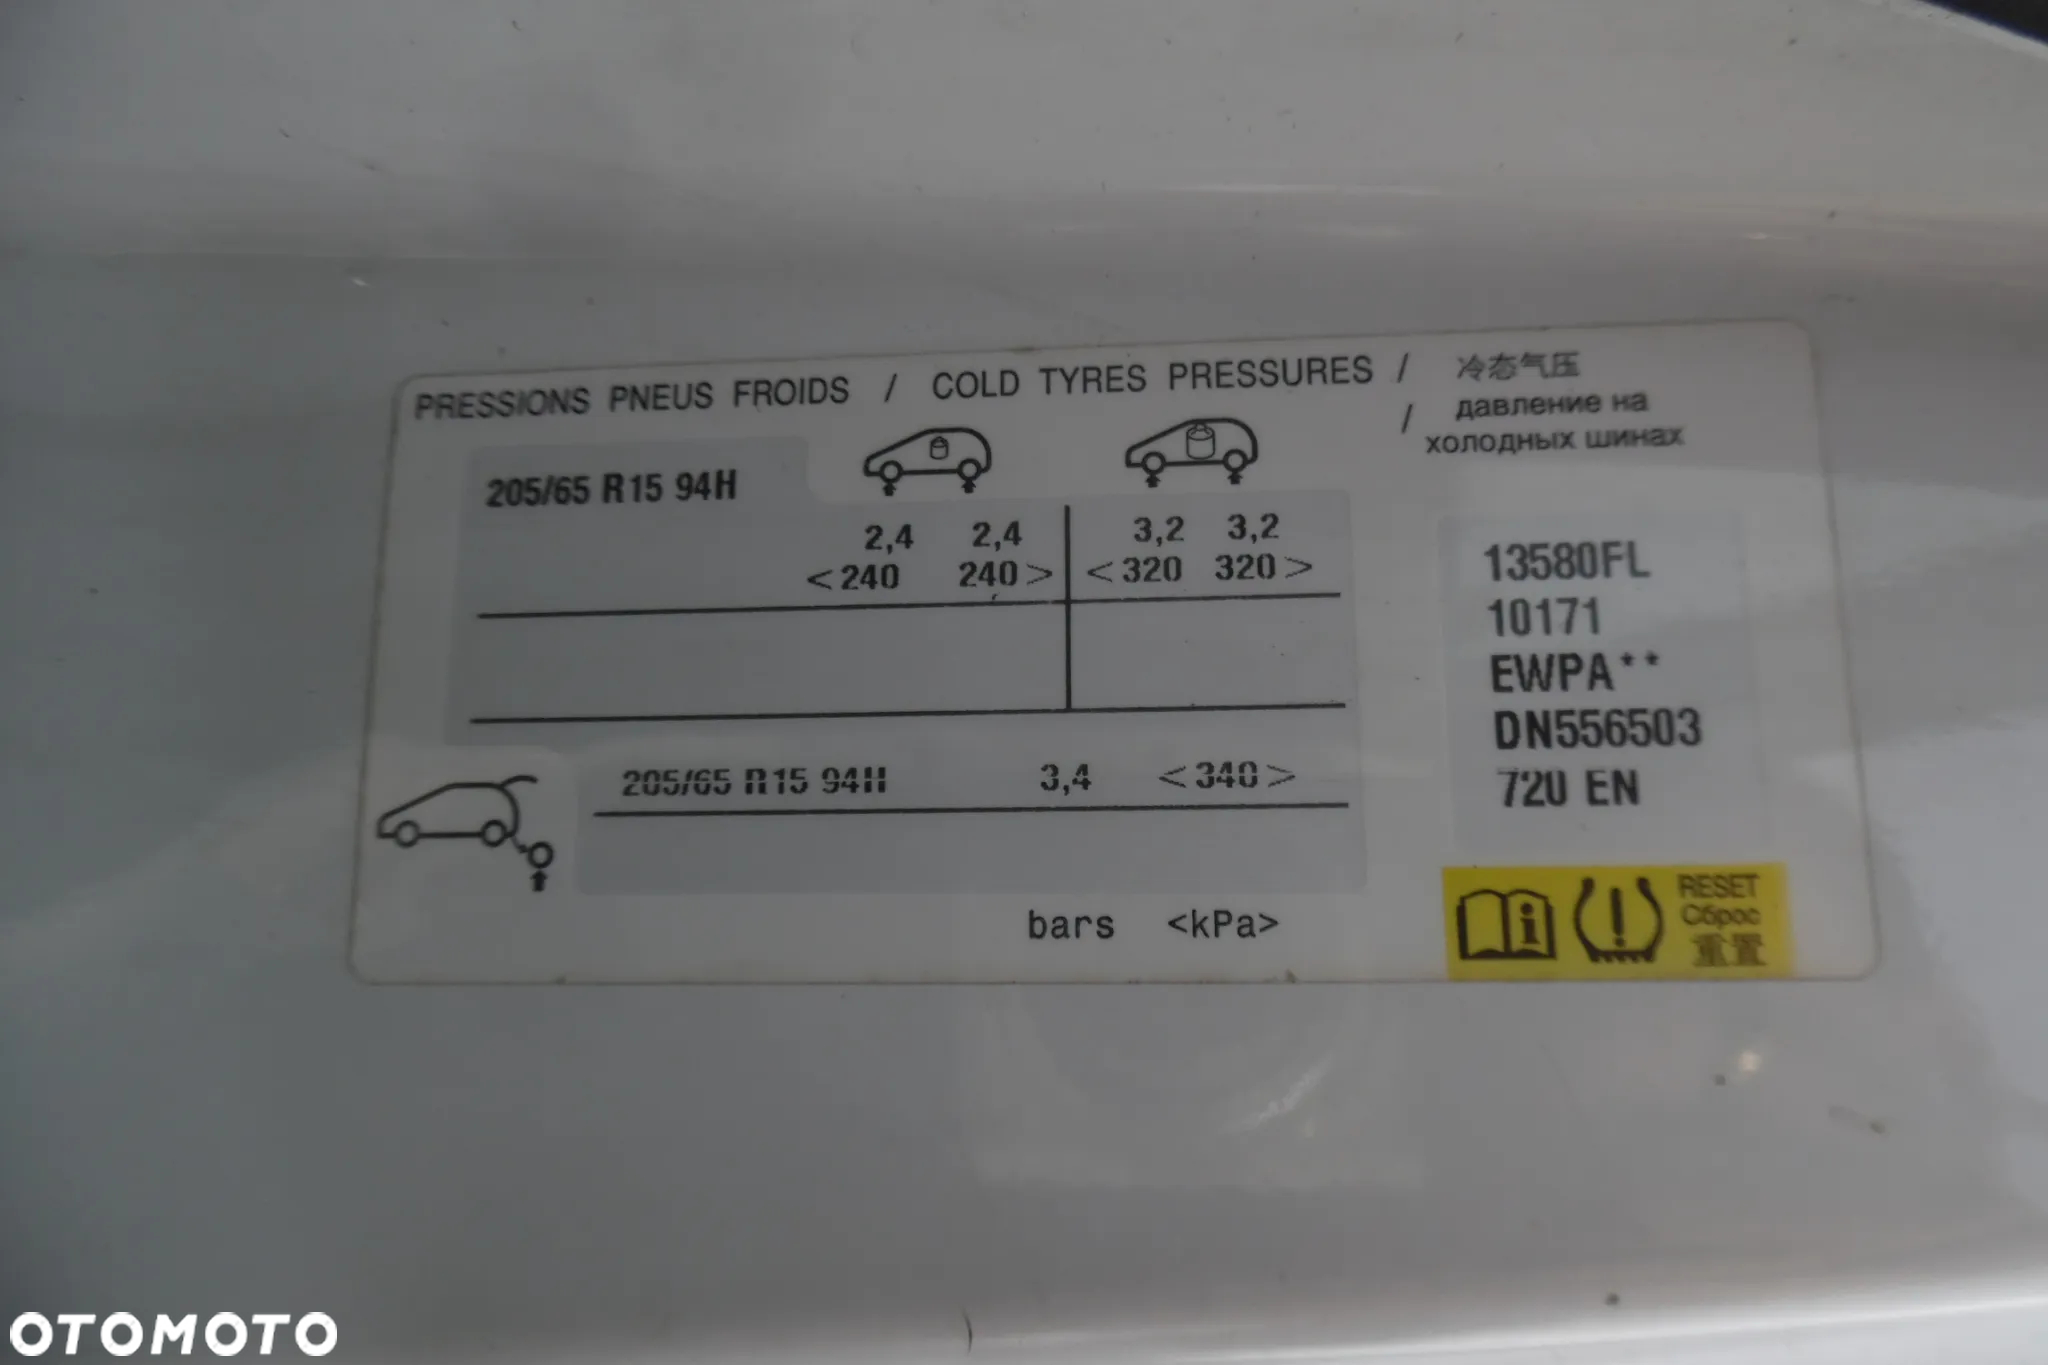 PRESSIONS PNEUS FROIDS / COLD TYRES PRESSURES / 冷态气压
/ давление на
холодных шинах
205/65 R15 94H
2,4 2,4 3,2 3,2
<240 240> <320 320>
205/65 R15 94H 3,4 <340>
bars <kPa>
13580FL
10171
EWPA**
DN556503
720 EN
RESET
Сброс
重置
OTOMOTO